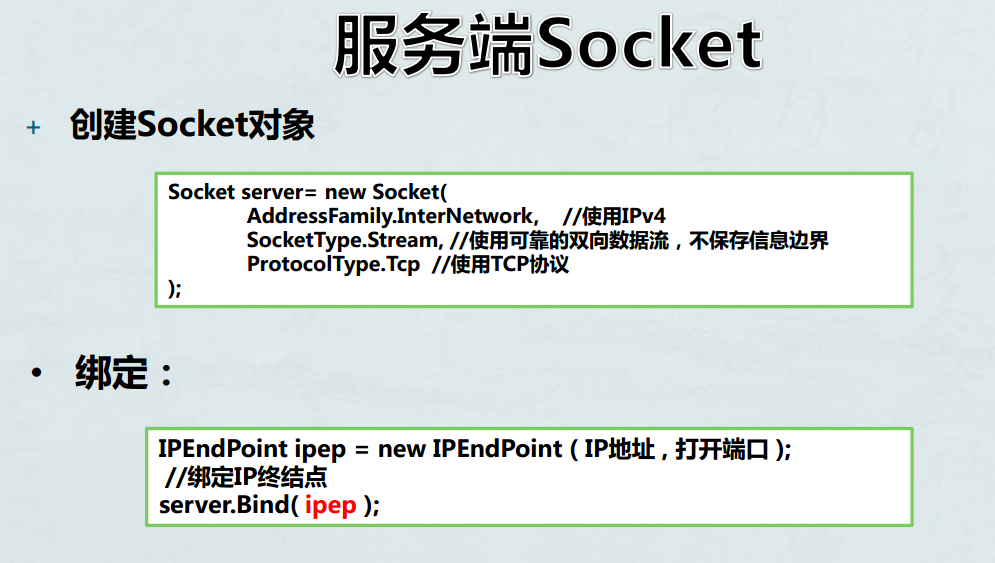 服务端Socket
+ 创建Socket对象
Socket server= new Socket(
AddressFamily.InterNetwork, //使用IPv4
SocketType.Stream, //使用可靠的双向数据流，不保存信息边界
ProtocolType.Tcp //使用TCP协议
);
• 绑定：
IPEndPoint ipep = new IPEndPoint ( IP地址 , 打开端口 );
//绑定IP终结点
server.Bind( ipep );